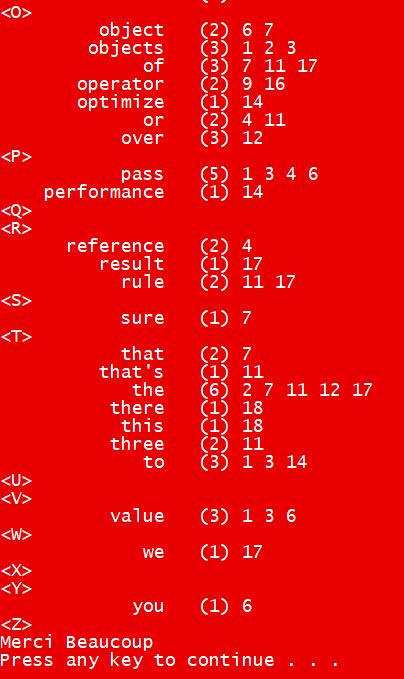 <O>
object (2) 6 7
objects (3) 1 2 3
of (3) 7 11 17
operator (2) 9 16
optimize (1) 14
or (2) 4 11
over (3) 12
<P>
pass (5) 1 3 4 6
performance (1) 14
<Q>
<R>
reference (2) 4
result (1) 17
rule (2) 11 17
<S>
sure (1) 7
<T>
that (2) 7
that's (1) 11
the (6) 2 7 11 12 17
there (1) 18
this (1) 18
three (2) 11
to (3) 1 3 14
<U>
<V>
value (3) 1 3 6
<W>
we (1) 17
<X>
<Y>
you (1) 6
<Z>
Merci Beaucoup
Press any key to continue . . .